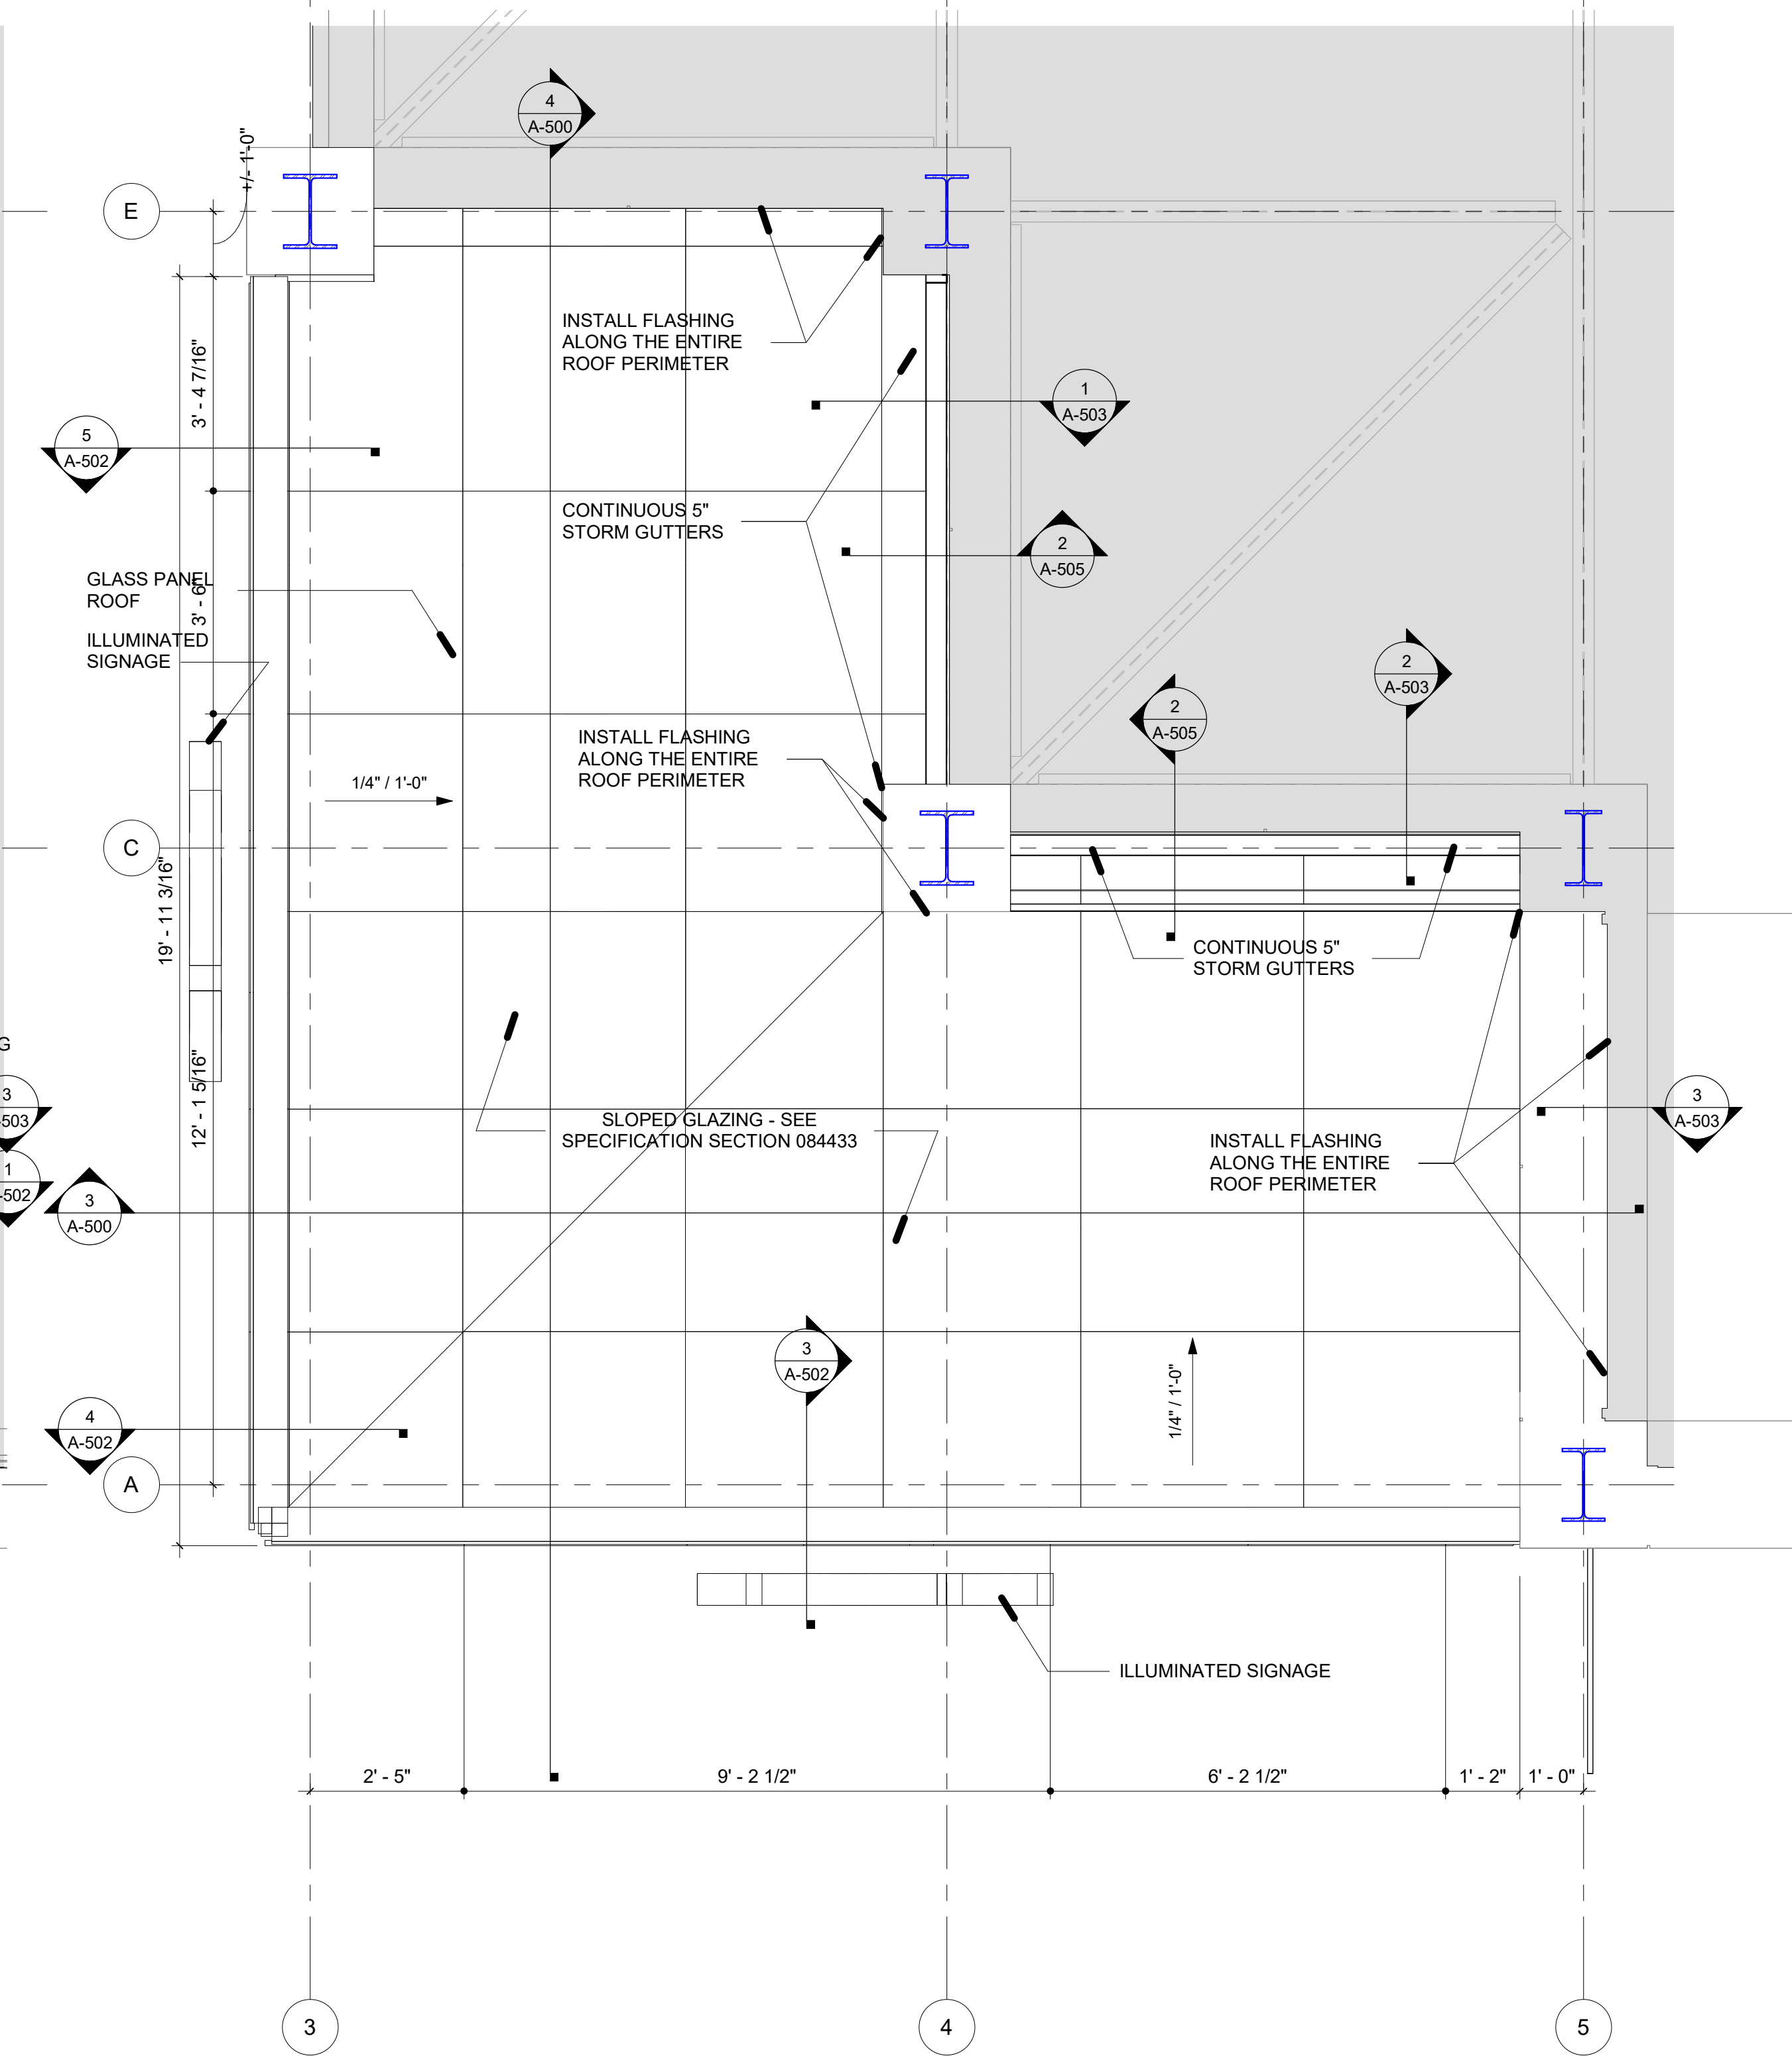 4
A-500
+/- 1'-0"
E
INSTALL FLASHING
ALONG THE ENTIRE
ROOF PERIMETER
3' - 4 7/16"
1
A-503
5
A-502
CONTINUOUS 5"
STORM GUTTERS
2
A-505
GLASS PANEL
ROOF
3' - 6"
ILLUMINATED
SIGNAGE
2
A-503
2
A-505
INSTALL FLASHING
ALONG THE ENTIRE
ROOF PERIMETER
1/4" / 1'-0"
C
19' - 11 3/16"
CONTINUOUS 5"
STORM GUTTERS
G
3
-503
12' - 1 5/16"
SLOPED GLAZING - SEE
SPECIFICATION SECTION 084433
3
A-503
INSTALL FLASHING
ALONG THE ENTIRE
ROOF PERIMETER
1
-502
3
A-500
3
A-502
1/4" / 1'-0"
4
A-502
A
ILLUMINATED SIGNAGE
2' - 5"
9' - 2 1/2"
6' - 2 1/2"
1' - 2"
1' - 0"
3
4
5